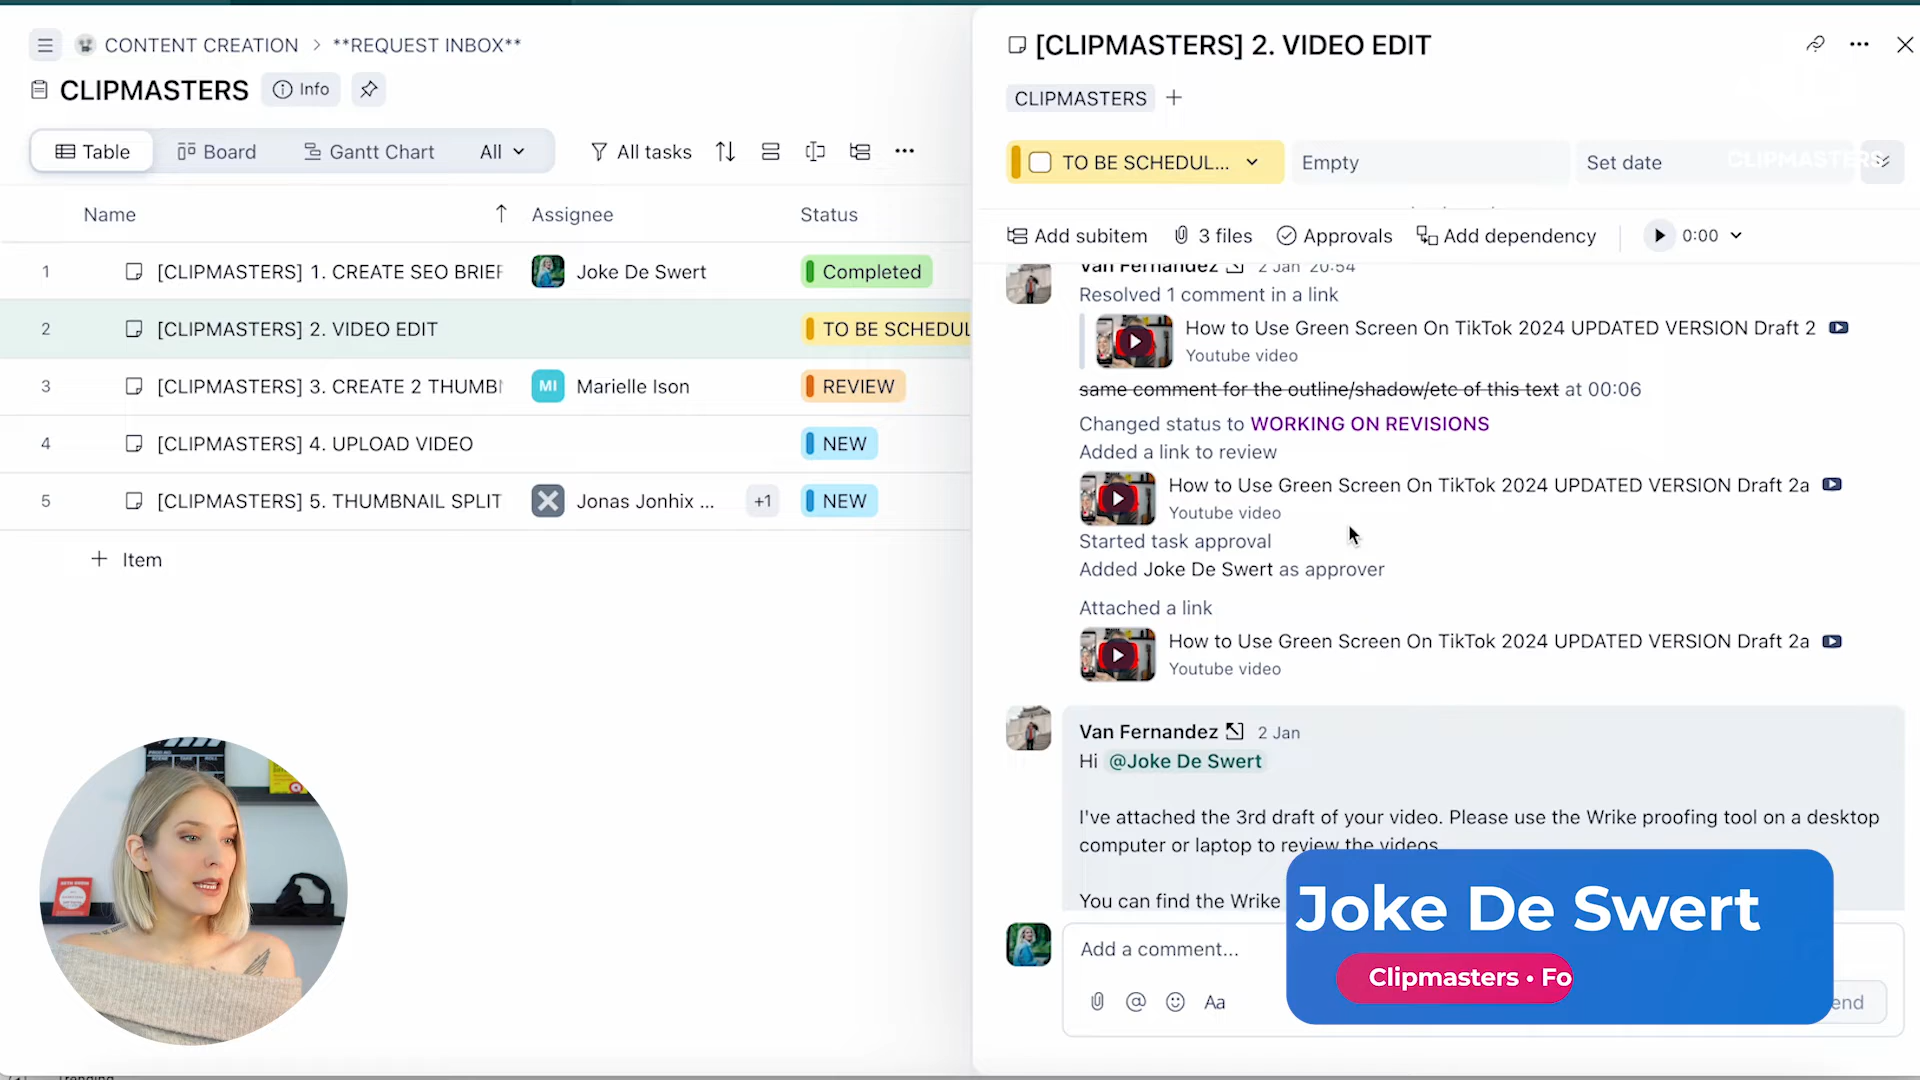 CONTENT CREATION > **REQUEST INBOX**
CLIPMASTERS Info
Table Board Gantt Chart All All tasks
Name Assignee Status
1 [CLIPMASTERS] 1. CREATE SEO BRIEF Joke De Swert Completed
2 [CLIPMASTERS] 2. VIDEO EDIT TO BE SCHEDUL
3 [CLIPMASTERS] 3. CREATE 2 THUMB MI Marielle Ison REVIEW
4 [CLIPMASTERS] 4. UPLOAD VIDEO NEW
5 [CLIPMASTERS] 5. THUMBNAIL SPLIT Jonas Jonhix ... +1 NEW
+ Item
[CLIPMASTERS] 2. VIDEO EDIT
CLIPMASTERS +
TO BE SCHEDUL... Empty Set date CLIPMASTERS
Add subitem 3 files Approvals Add dependency 0:00
Van Fernandez 2 Jan 20:54
Resolved 1 comment in a link
How to Use Green Screen On TikTok 2024 UPDATED VERSION Draft 2
Youtube video
same comment for the outline/shadow/etc of this text at 00:06
Changed status to WORKING ON REVISIONS
Added a link to review
How to Use Green Screen On TikTok 2024 UPDATED VERSION Draft 2a
Youtube video
Started task approval
Added Joke De Swert as approver
Attached a link
How to Use Green Screen On TikTok 2024 UPDATED VERSION Draft 2a
Youtube video
Van Fernandez 2 Jan
Hi @Joke De Swert
I've attached the 3rd draft of your video. Please use the Wrike proofing tool on a desktop
computer or laptop to review the videos.
You can find the Wrike
Add a comment...
Aa
end
Joke De Swert
Clipmasters • Fo